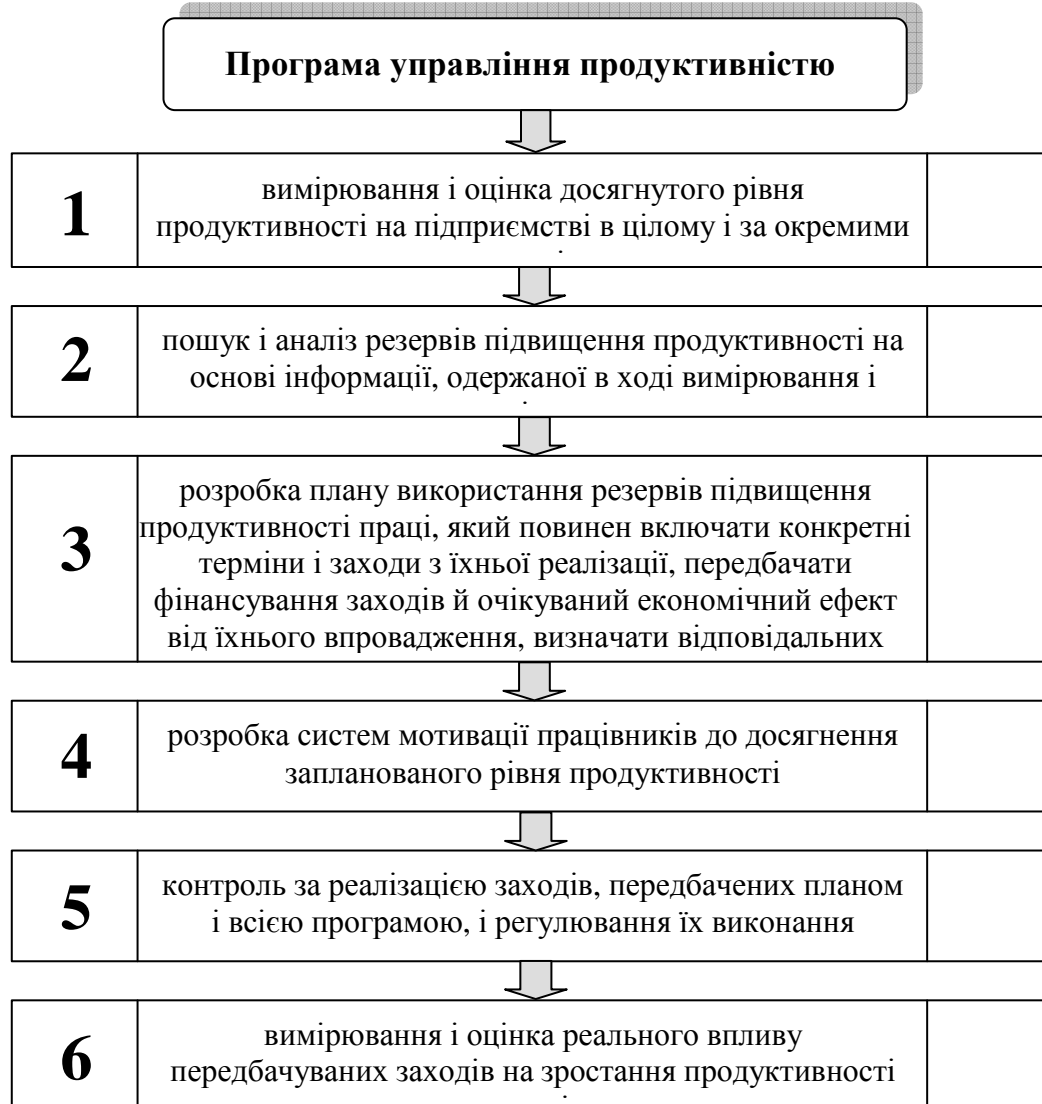 Програма управління продуктивністю
1
вимірювання і оцінка досягнутого рівня
продуктивності на підприємстві в цілому і за окремими
2
пошук і аналіз резервів підвищення продуктивності на
основі інформації, одержаної в ході вимірювання і
3
розробка плану використання резервів підвищення
продуктивності праці, який повинен включати конкретні
терміни і заходи з їхньої реалізації, передбачати
фінансування заходів й очікуваний економічний ефект
від їхнього впровадження, визначати відповідальних
4
розробка систем мотивації працівників до досягнення
запланованого рівня продуктивності
5
контроль за реалізацією заходів, передбачених планом
і всією програмою, і регулювання їх виконання
6
вимірювання і оцінка реального впливу
передбачуваних заходів на зростання продуктивності